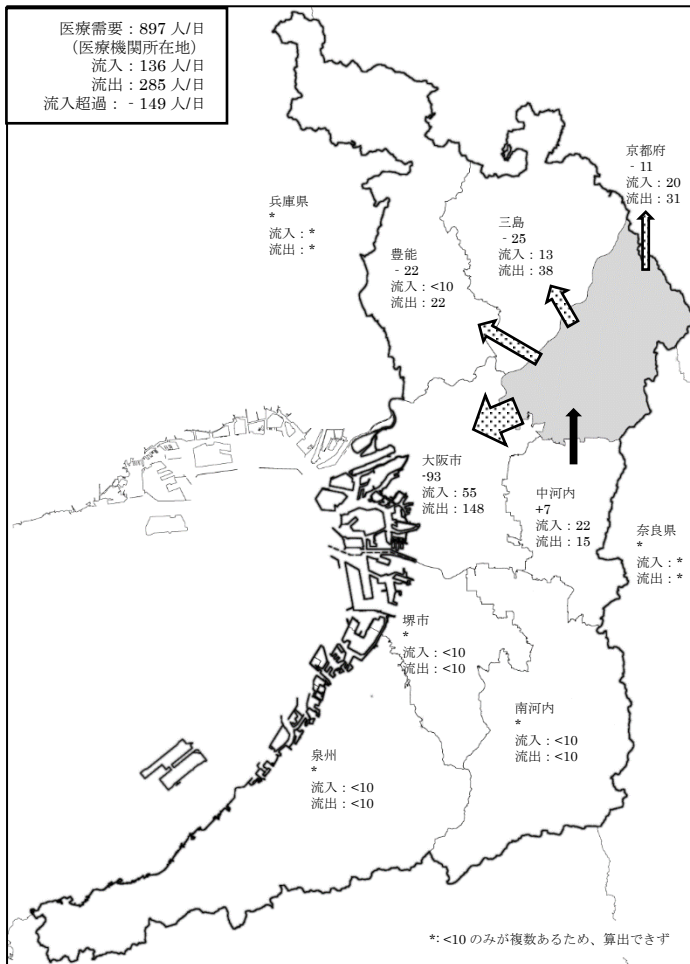 医療需要：897 人/日
（医療機関所在地）
流入：136 人/日
流出：285 人/日
流入超過：‐149 人/日
京都府
‐11
流入：20
流出：31
兵庫県
*
流入：*
流出：*
三島
‐25
流入：13
流出：38
豊能
‐22
流入：<10
流出：22
大阪市
-93
流入：55
流出：148
中河内
+7
流入：22
流出：15
奈良県
*
流入：*
流出：*
堺市
*
流入：<10
流出：<10
南河内
*
流入：<10
流出：<10
泉州
*
流入：<10
流出：<10
*: <10 のみが複数あるため、算出できず